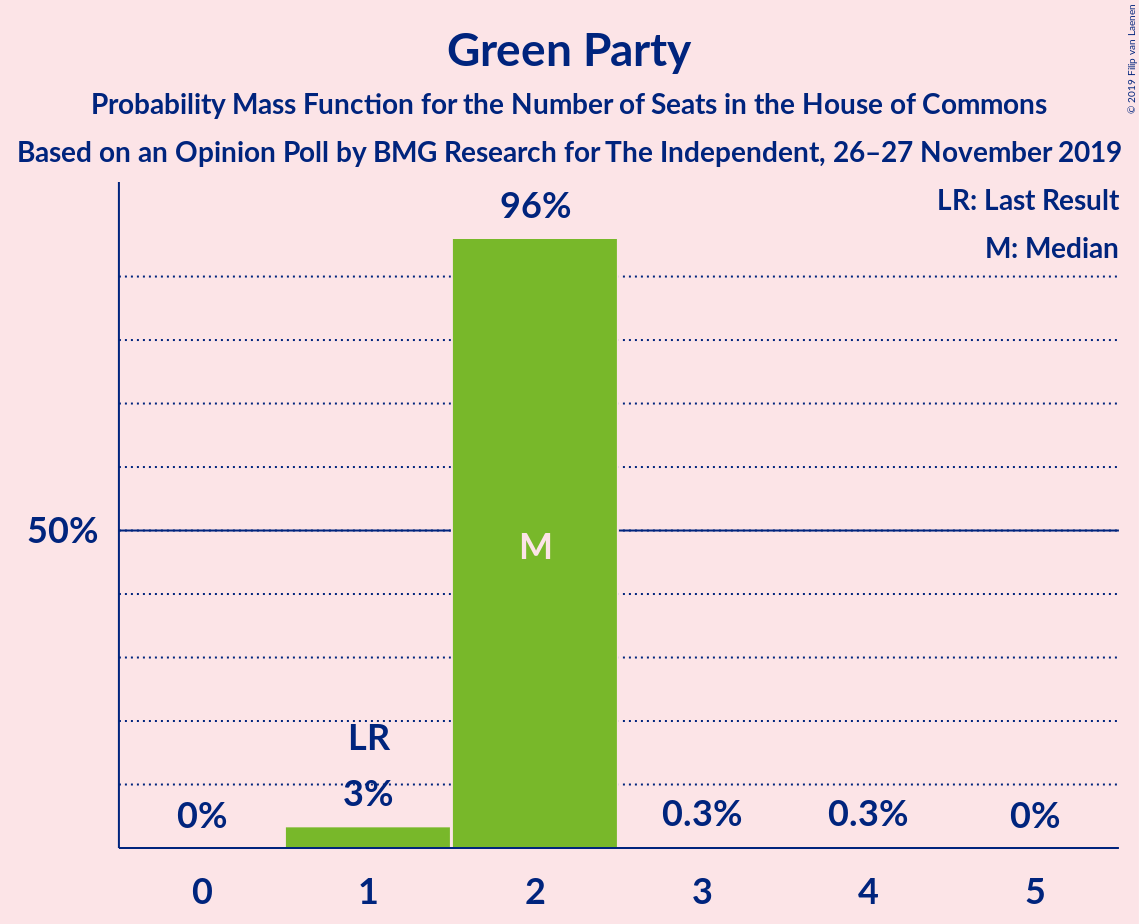 Green Party
Probability Mass Function for the Number of Seats in the House of Commons
Based on an Opinion Poll by BMG Research for The Independent, 26–27 November 2019
© 2019 Filip van Laenen
LR: Last Result
M: Median
96%
50%
M
LR
0%
3%
0.3%
0.3%
0%
0 1 2 3 4 5